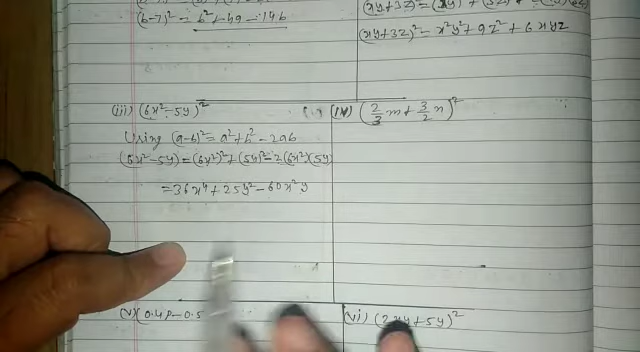 (b-7)² = b² + 49 - 14b
(xy+3z)² = x²y² + 9z² + 6xyz
(iii) (6x²-5y)²
Using (a-b)² = a² + b² - 2ab
(6x²-5y) = (6x²)² + (5y)² = 2(6x²)(5y)
= 36x⁴ + 25y² - 60x²y
(iv) (2/3 m + 3/2 n)²
(v) (0.4p - 0.5
(vi) (2xy + 5y)²